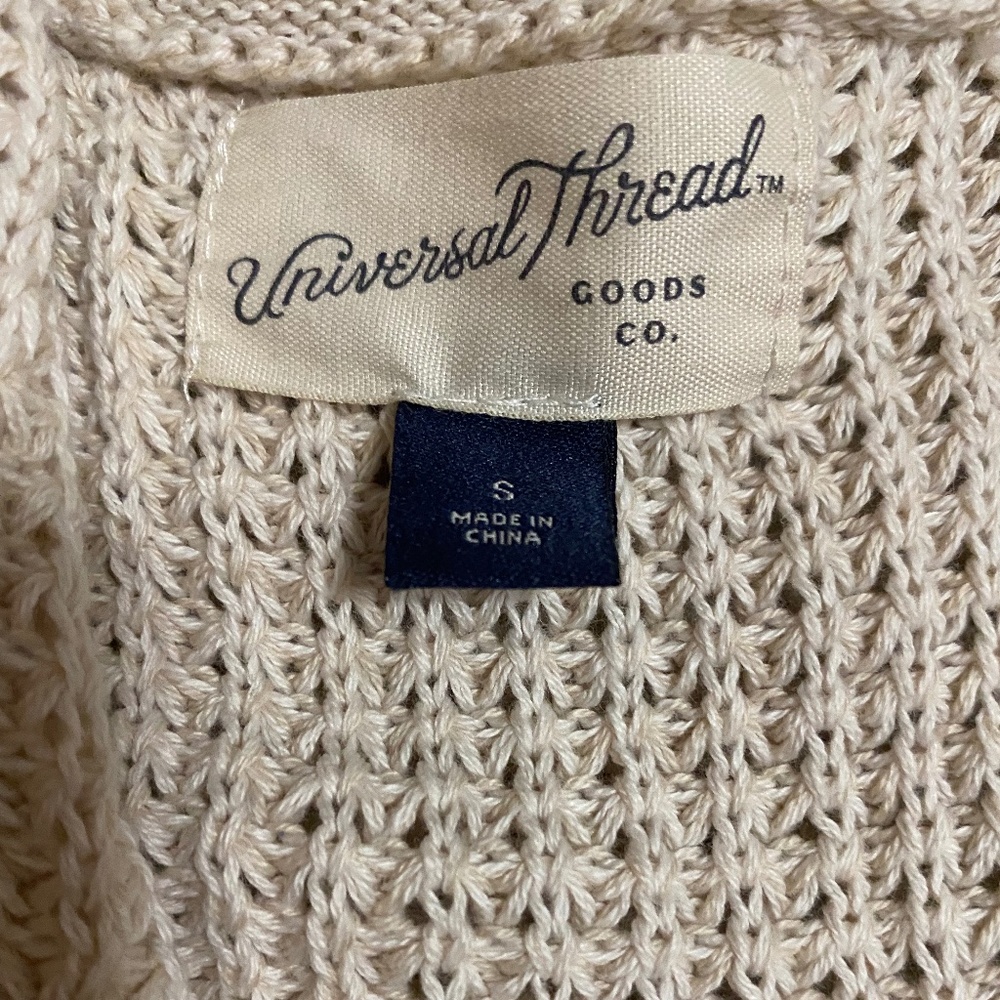 Universal Thread™
GOODS
CO.
S
MADE IN
CHINA